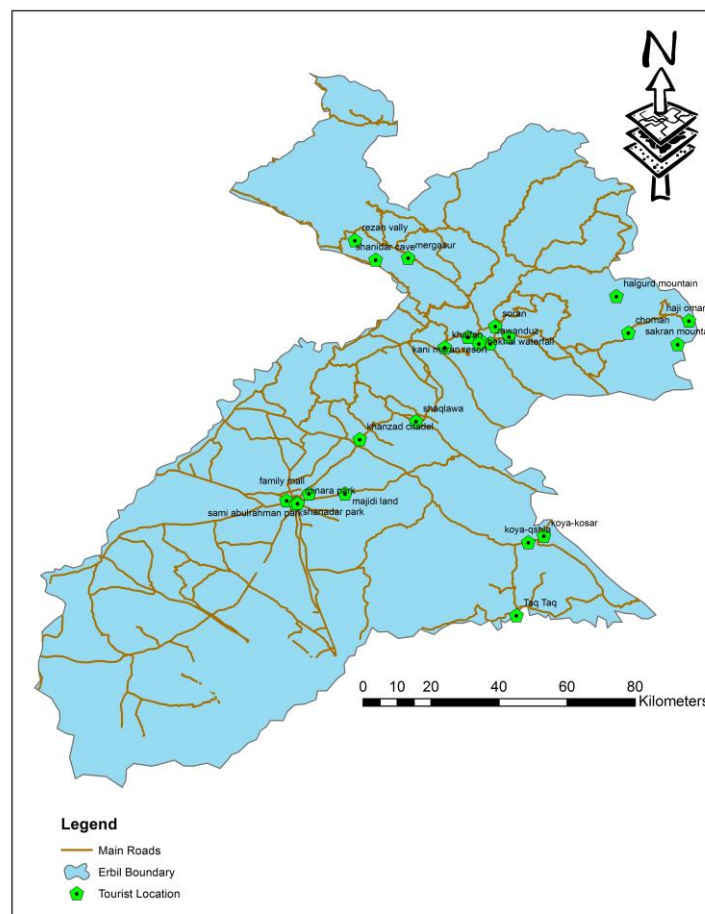 N
rezan vally
shanidar cave
mergasur
halgurd mountain
haji omar
soran
choman
rawanduz
sakran mounta
khalifan
bekhal waterfall
kani maran resort
shaqlawa
khanzad citadel
family mall
minara park
majidi land
sami abulrahman park
shanadar park
koya-kosar
koya-qshla
Taq Taq
0 10 20 40 60 80
Kilometers
Legend
Main Roads
Erbil Boundary
Tourist Location